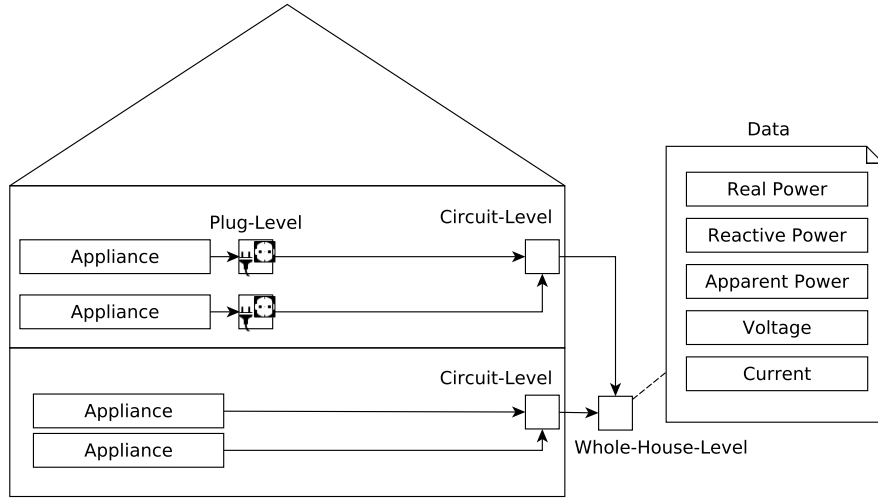 Data
Real Power
Reactive Power
Apparent Power
Voltage
Current
Plug-Level
Circuit-Level
Appliance
Appliance
Circuit-Level
Appliance
Appliance
Whole-House-Level